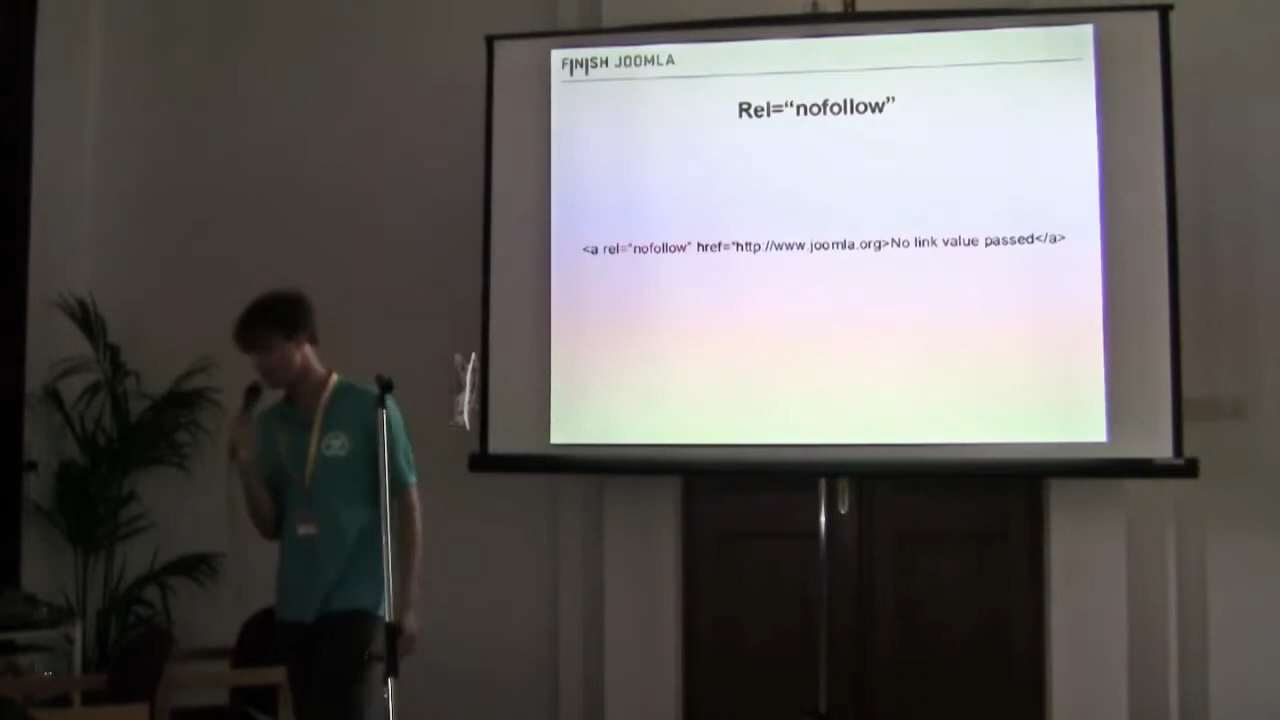 FINISH JOOMLA
Rel=“nofollow”
<a rel=“nofollow” href=“http://www.joomla.org>No link value passed</a>